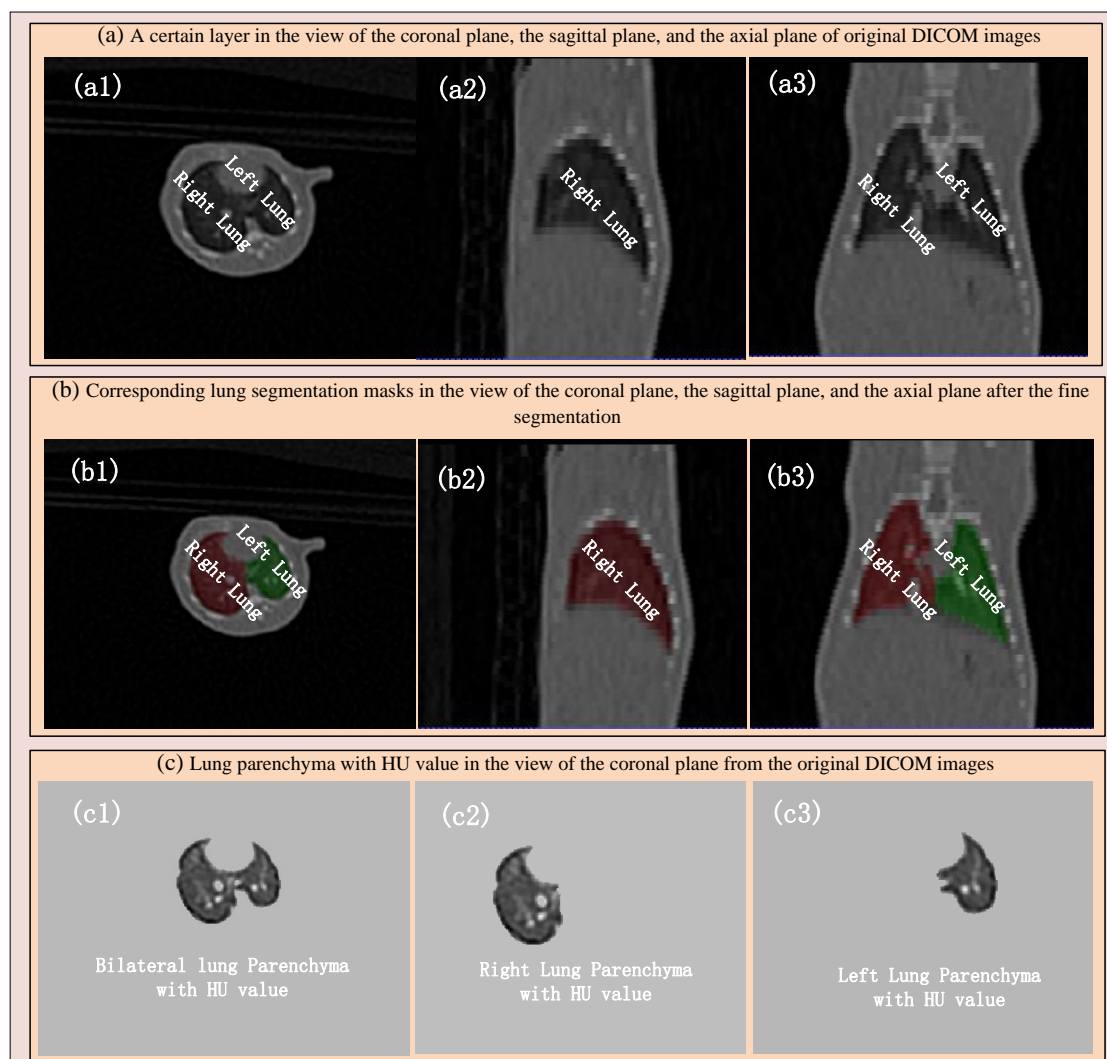 (a) A certain layer in the view of the coronal plane, the sagittal plane, and the axial plane of original DICOM images
(a1)
Left Lung
Right Lung
(a2)
Right Lung
(a3)
Left Lung
Right Lung
(b) Corresponding lung segmentation masks in the view of the coronal plane, the sagittal plane, and the axial plane after the fine
segmentation
(b1)
Left Lung
Right Lung
(b2)
Right Lung
(b3)
Left Lung
Right Lung
(c) Lung parenchyma with HU value in the view of the coronal plane from the original DICOM images
(c1)
Bilateral lung Parenchyma
with HU value
(c2)
Right Lung Parenchyma
with HU value
(c3)
Left Lung Parenchyma
with HU value